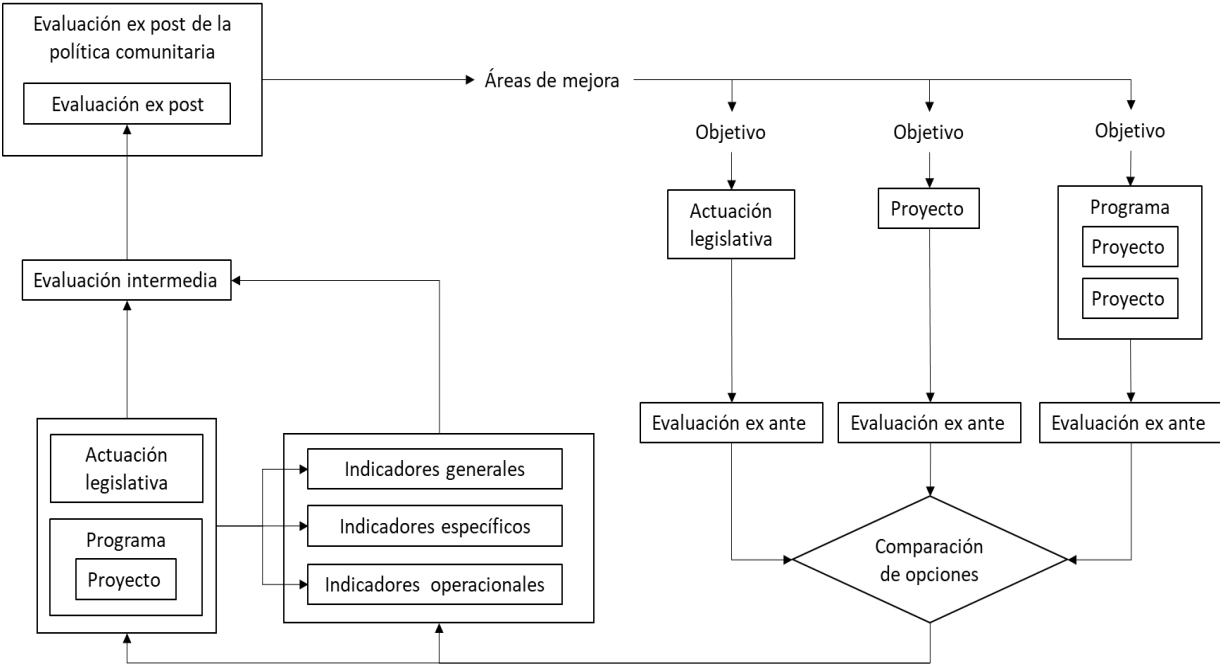 Evaluación ex post de la
política comunitaria
Evaluación ex post
Áreas de mejora
Objetivo
Objetivo
Objetivo
Actuación
legislativa
Proyecto
Programa
Proyecto
Proyecto
Evaluación intermedia
Evaluación ex ante
Evaluación ex ante
Evaluación ex ante
Actuación
legislativa
Programa
Proyecto
Indicadores generales
Indicadores específicos
Indicadores operacionales
Comparación
de opciones